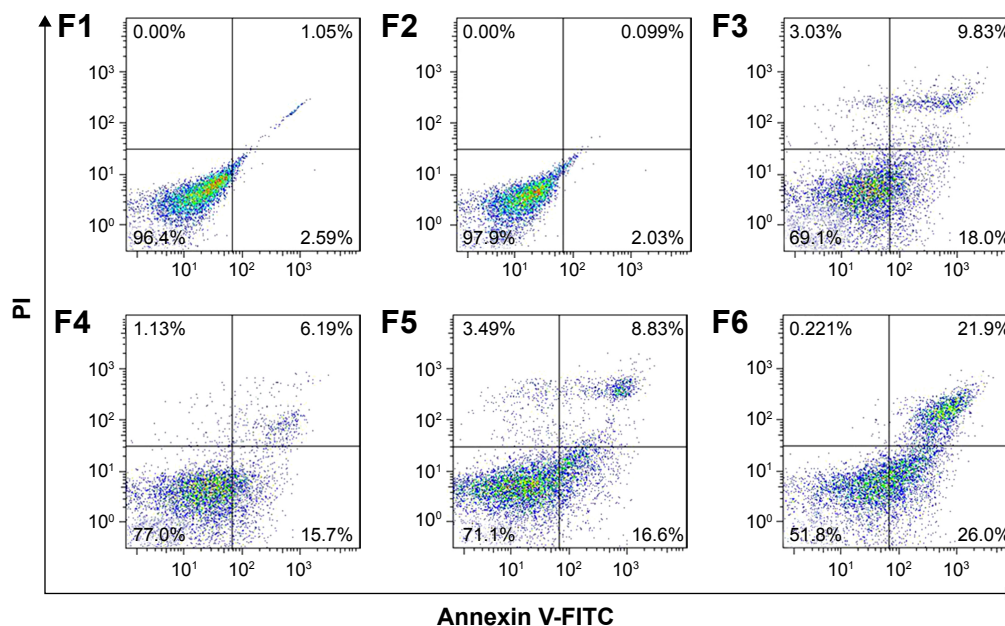 F1 0.00% 1.05%
F2 0.00% 0.099%
F3 3.03% 9.83%
10³ 10³ 10³
10² 10² 10²
10¹ 10¹ 10¹
10⁰ 10⁰ 10⁰
96.4% 2.59% 97.9% 2.03% 69.1% 18.0%
10¹ 10² 10³ 10¹ 10² 10³ 10¹ 10² 10³
PI
F4 1.13% 6.19%
F5 3.49% 8.83%
F6 0.221% 21.9%
10³ 10³ 10³
10² 10² 10²
10¹ 10¹ 10¹
10⁰ 10⁰ 10⁰
77.0% 15.7% 71.1% 16.6% 51.8% 26.0%
10¹ 10² 10³ 10¹ 10² 10³ 10¹ 10² 10³
Annexin V-FITC